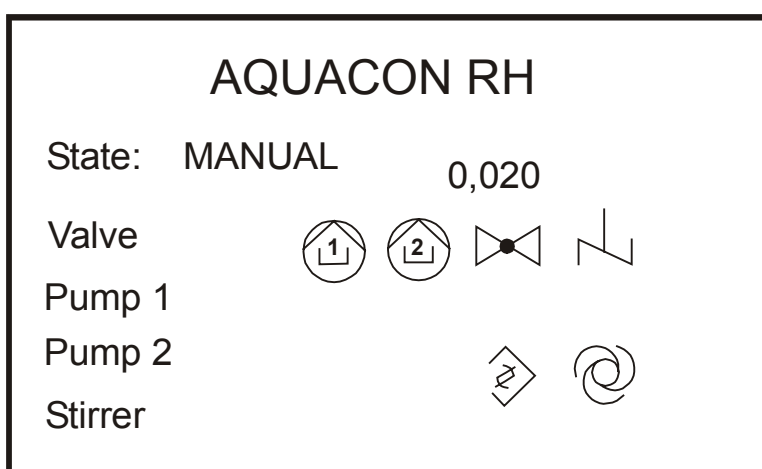 AQUACON RH
State: MANUAL
0,020
Valve
1 2
Pump 1
Pump 2
Stirrer